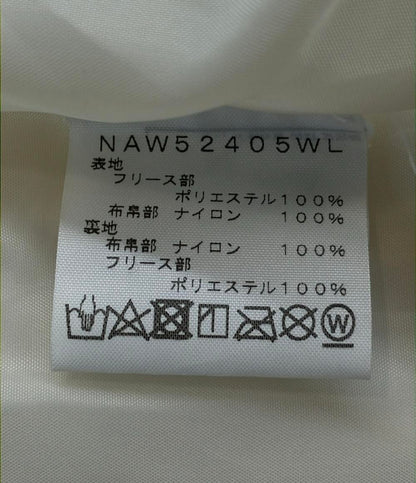 NAW52405WL
表地
フリース部
ポリエステル100%
布帛部 ナイロン 100%
裏地
布帛部 ナイロン 100%
フリース部
ポリエステル100%
W